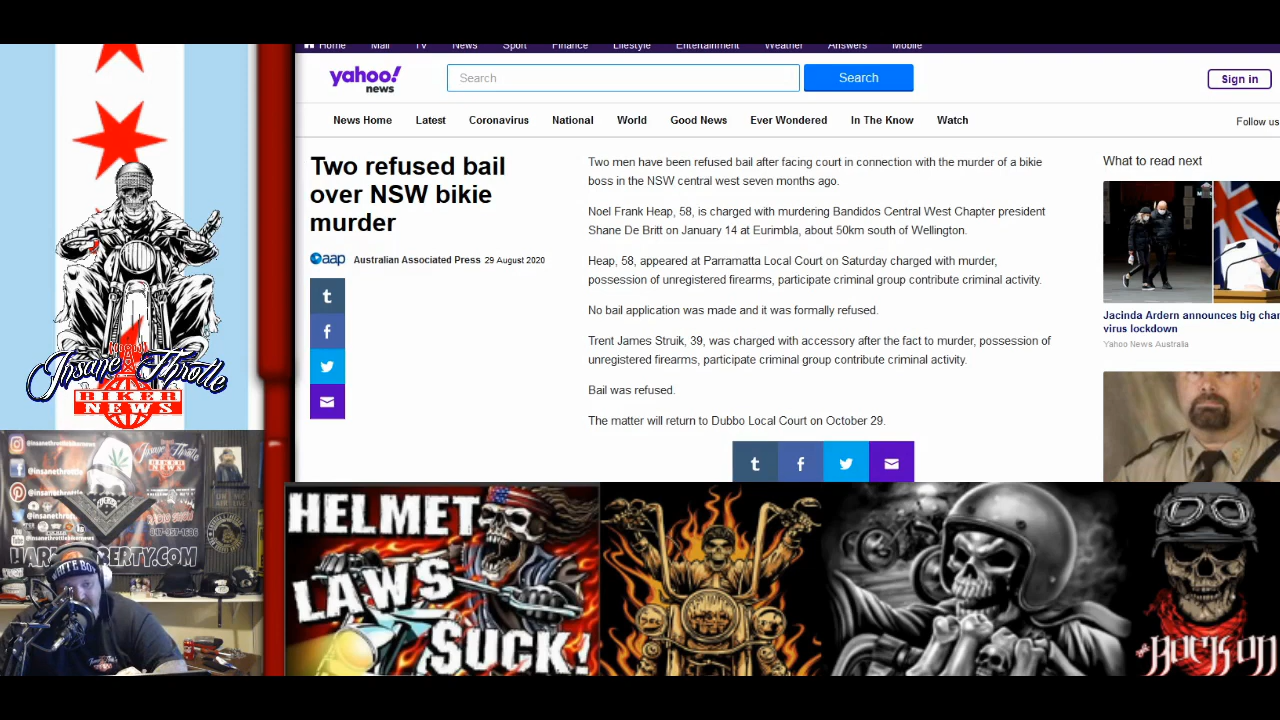 Home Mail TV News Sport Finance Lifestyle Entertainment Weather Answers Mobile
yahoo!
news
Search
Search
Sign in
News Home Latest Coronavirus National World Good News Ever Wondered In The Know Watch
Follow us
Two refused bail
over NSW bikie
murder
aap Australian Associated Press 29 August 2020
Two men have been refused bail after facing court in connection with the murder of a bikie
boss in the NSW central west seven months ago.
Noel Frank Heap, 58, is charged with murdering Bandidos Central West Chapter president
Shane De Britt on January 14 at Eurimbla, about 50km south of Wellington.
Heap, 58, appeared at Parramatta Local Court on Saturday charged with murder,
possession of unregistered firearms, participate criminal group contribute criminal activity.
No bail application was made and it was formally refused.
Trent James Struik, 39, was charged with accessory after the fact to murder, possession of
unregistered firearms, participate criminal group contribute criminal activity.
Bail was refused.
The matter will return to Dubbo Local Court on October 29.
What to read next
Jacinda Ardern announces big chan
virus lockdown
Yahoo News Australia
Insane Throttle
BIKER
NEWS
@insanethrottlebikernews
@insanethrottle
RADIO SHOW
WHITE BOY
HELMET
LAWS
SUCK!
ROCK ON